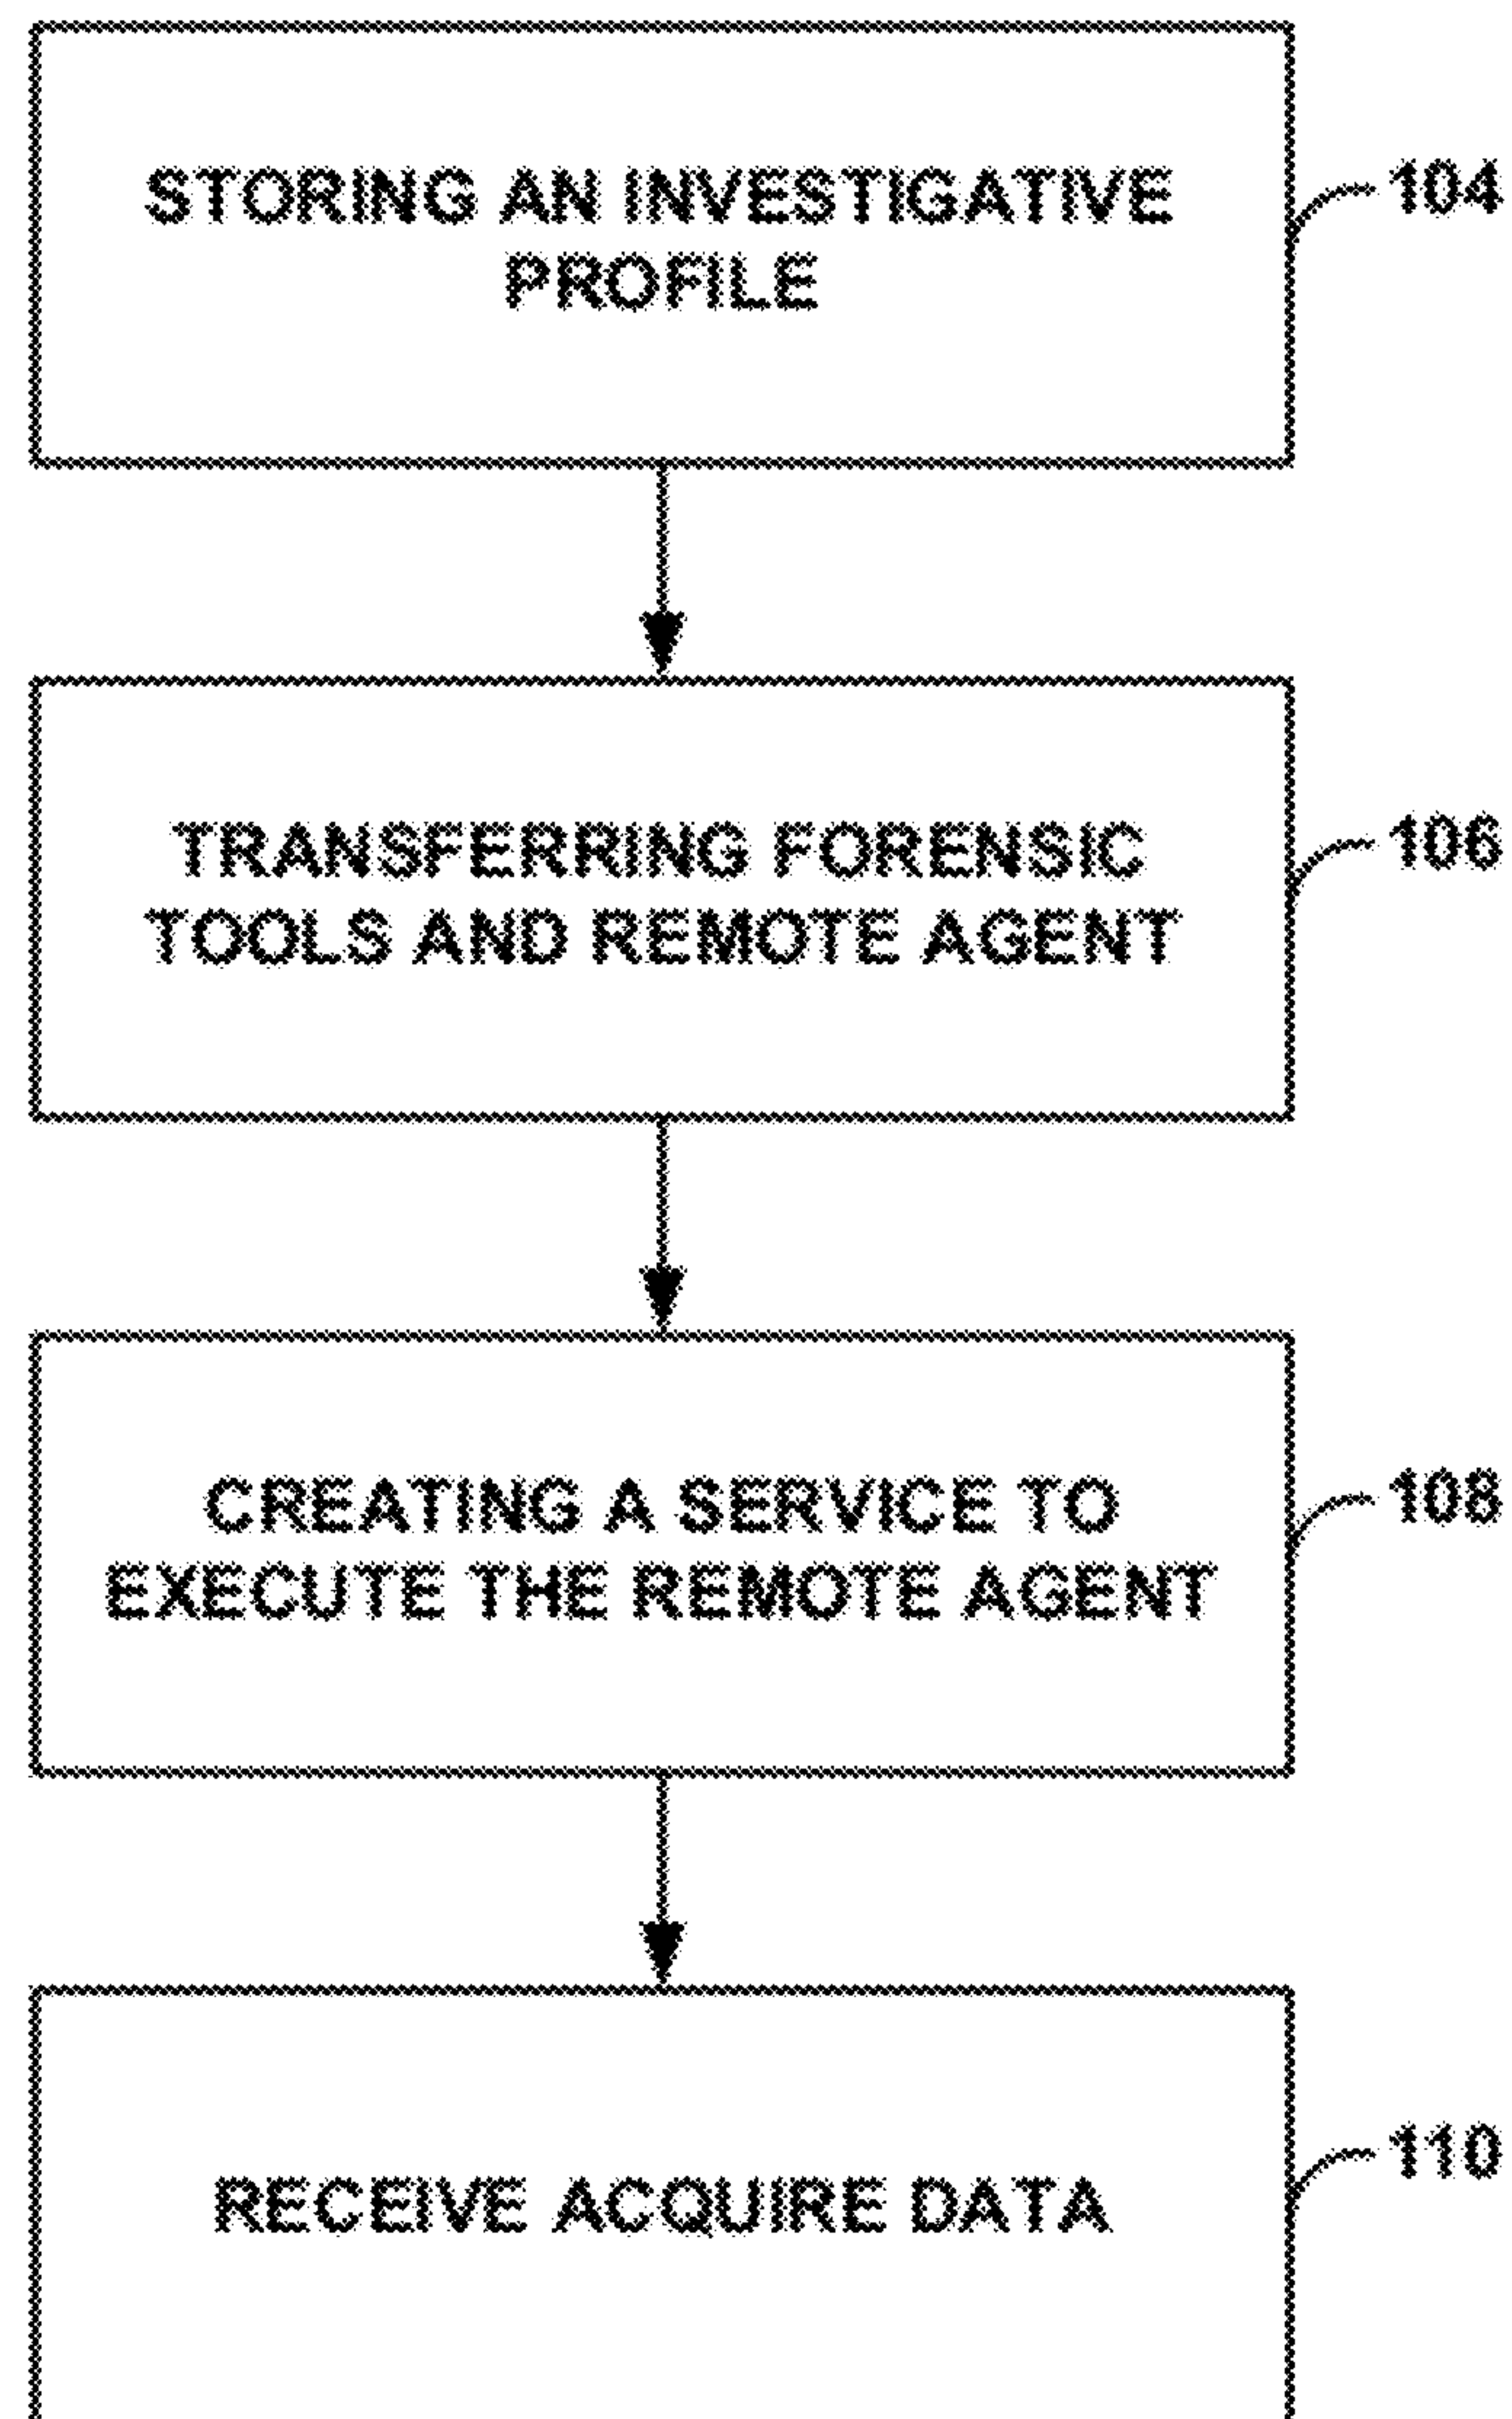 STORING AN INVESTIGATIVE
PROFILE
104
TRANSFERRING FORENSIC
TOOLS AND REMOTE AGENT
106
CREATING A SERVICE TO
EXECUTE THE REMOTE AGENT
108
RECEIVE ACQUIRE DATA
110